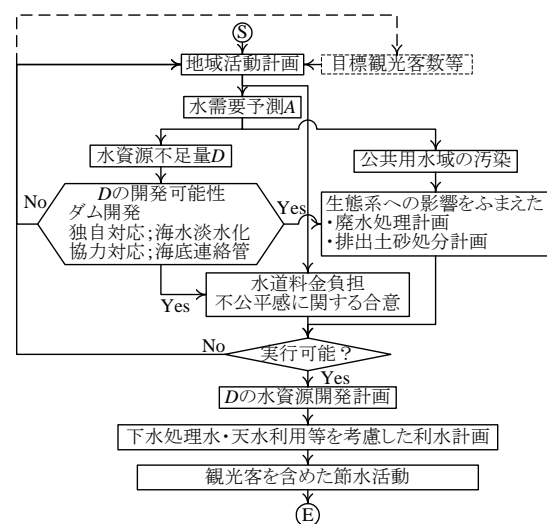 S
地域活動計画
目標観光客数等
水需要予測A
水資源不足量D
公共用水域の汚染
No
Dの開発可能性
ダム開発
独自対応;海水淡水化
協力対応;海底連絡管
Yes
生態系への影響をふまえた
・廃水処理計画
・排出土砂処分計画
Yes
水道料金負担
不公平感に関する合意
No
実行可能？
Yes
Dの水資源開発計画
下水処理水・天水利用等を考慮した利水計画
観光客を含めた節水活動
E